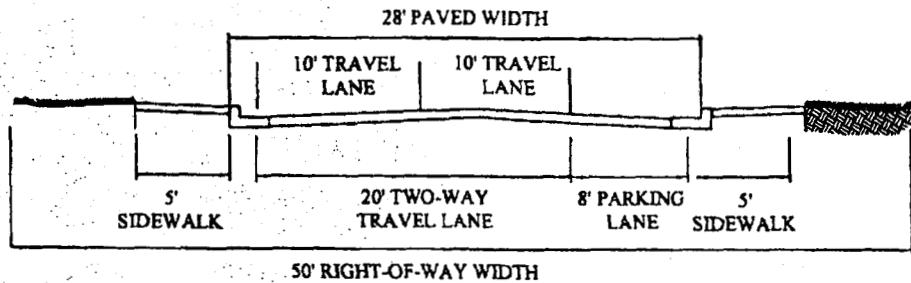 28' PAVED WIDTH
10' TRAVEL
LANE
10' TRAVEL
LANE
5'
SIDEWALK
20' TWO-WAY
TRAVEL LANE
8' PARKING
LANE
5'
SIDEWALK
50' RIGHT-OF-WAY WIDTH